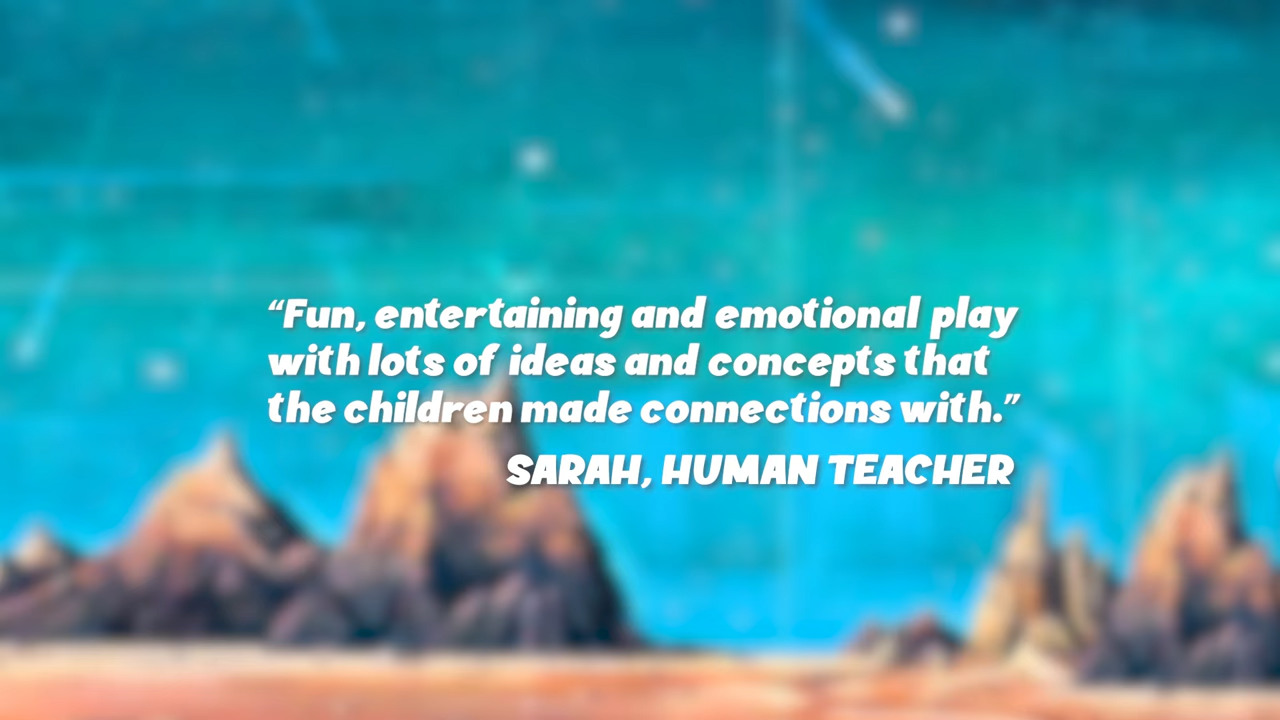 “Fun, entertaining and emotional play
with lots of ideas and concepts that
the children made connections with.”
SARAH, HUMAN TEACHER